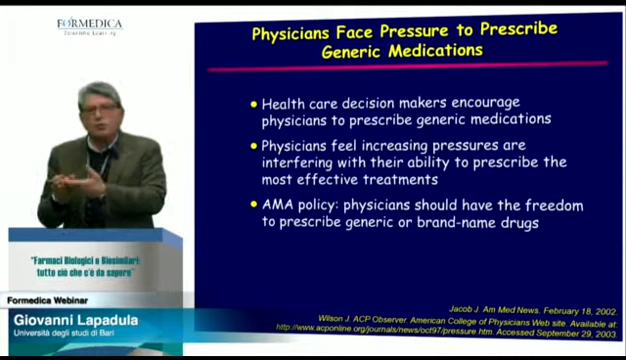 FORMEDICA
Scientific Learning
Physicians Face Pressure to Prescribe
Generic Medications
• Health care decision makers encourage
physicians to prescribe generic medications
• Physicians feel increasing pressures are
interfering with their ability to prescribe the
most effective treatments
• AMA policy: physicians should have the freedom
to prescribe generic or brand-name drugs
Jacob J. Am Med News. February 18, 2002.
Wilson J. ACP Observer. American College of Physicians Web site. Available at:
http://www.acponline.org/journals/news/oct97/pressure.htm. Accessed September 29, 2003
"Farmaci Biologici e Biosimilari:
tutto ciò che c'è da sapere"
Formedica Webinar
Giovanni Lapadula
Università degli studi di Bari